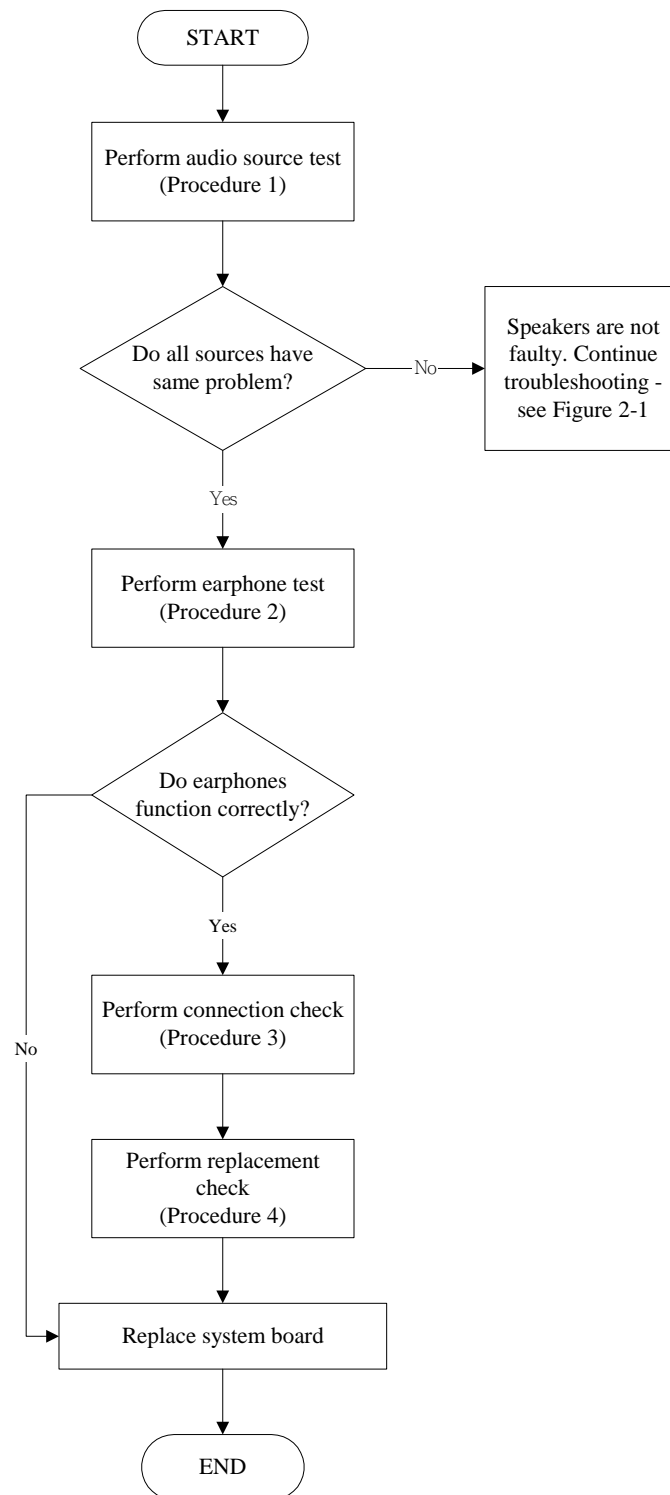 START
Perform audio source test
(Procedure 1)
Do all sources have
same problem?
No
Speakers are not
faulty. Continue
troubleshooting -
see Figure 2-1
Yes
Perform earphone test
(Procedure 2)
Do earphones
function correctly?
Yes
Perform connection check
(Procedure 3)
No
Perform replacement
check
(Procedure 4)
Replace system board
END